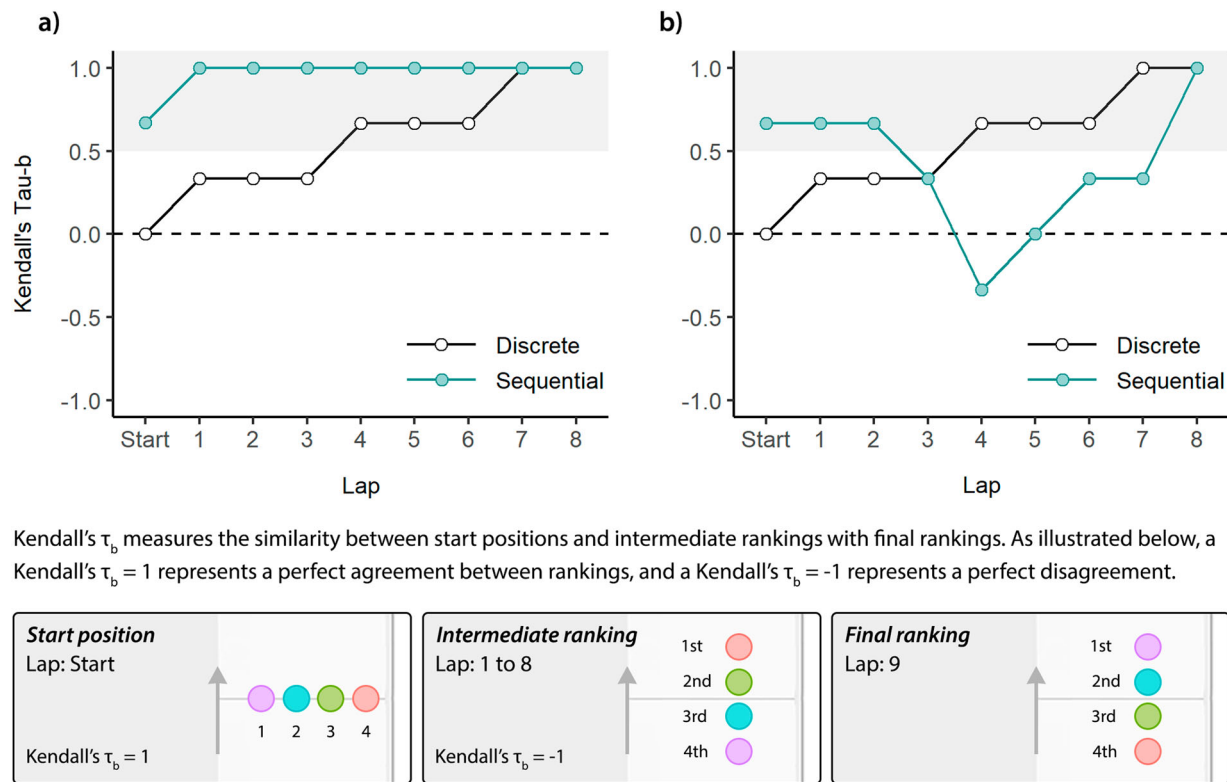 a)
b)
Kendall's Tau-b
1.0
0.5
0.0
-0.5
-1.0
Discrete
Sequential
Start 1 2 3 4 5 6 7 8
Lap
1.0
0.5
0.0
-0.5
-1.0
Discrete
Sequential
Start 1 2 3 4 5 6 7 8
Lap
Kendall's τb measures the similarity between start positions and intermediate rankings with final rankings. As illustrated below, a
Kendall's τb = 1 represents a perfect agreement between rankings, and a Kendall's τb = -1 represents a perfect disagreement.
Start position
Lap: Start
1 2 3 4
Kendall's τb = 1
Intermediate ranking
Lap: 1 to 8
1st
2nd
3rd
4th
Kendall's τb = -1
Final ranking
Lap: 9
1st
2nd
3rd
4th